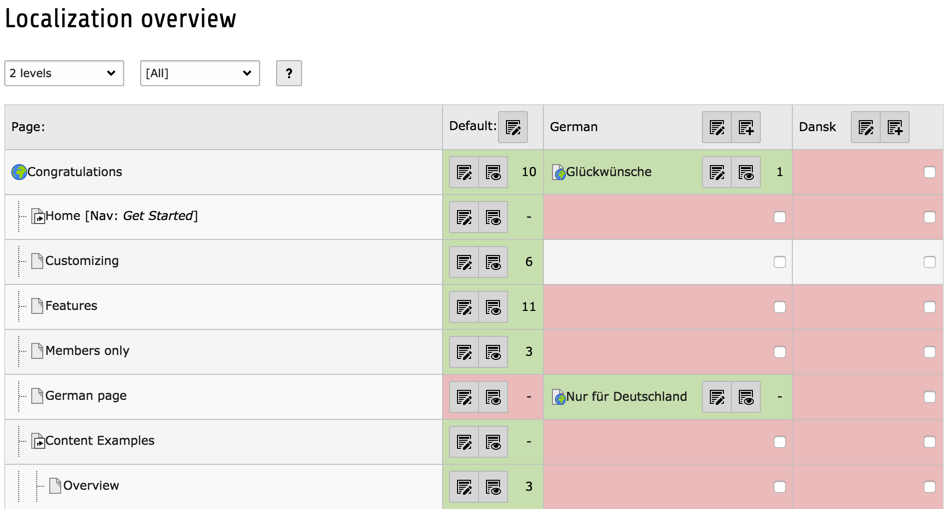 Localization overview
2 levels [All] ?
Page: Default: German Dansk
Congratulations 10 Glückwünsche 1
Home [Nav: Get Started] -
Customizing 6
Features 11
Members only 3
German page - Nur für Deutschland -
Content Examples -
Overview 3